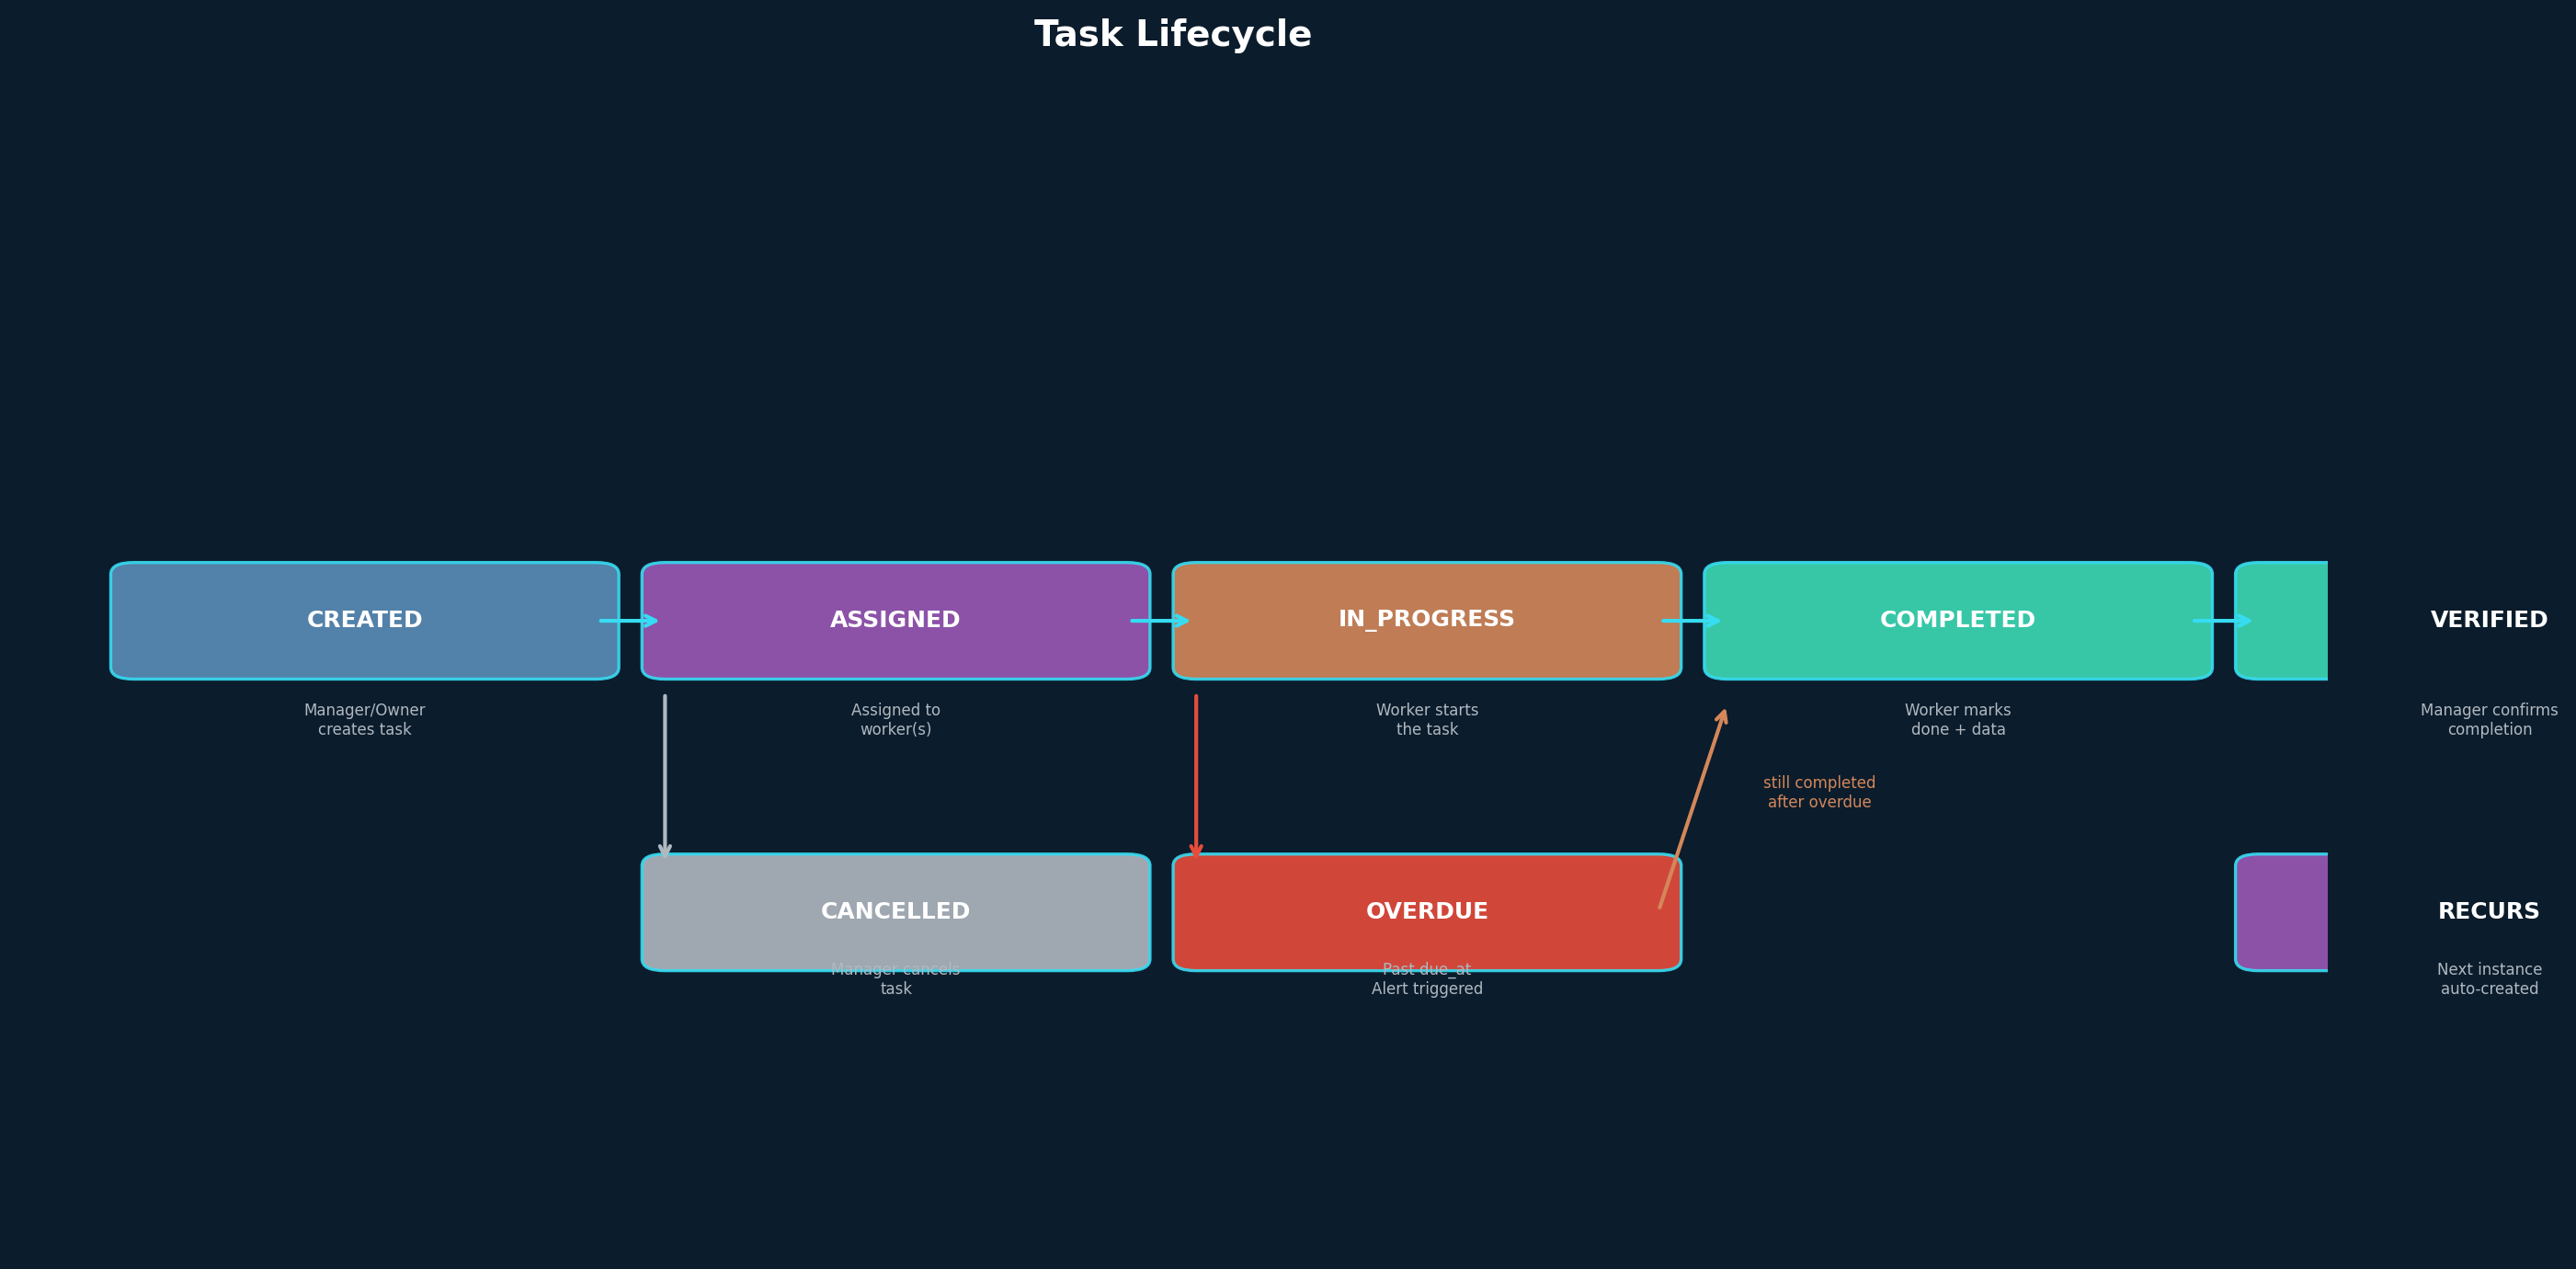 Task Lifecycle
CREATED
ASSIGNED
IN_PROGRESS
COMPLETED
VERIFIED
Manager/Owner
creates task
Assigned to
worker(s)
Worker starts
the task
Worker marks
done + data
Manager confirms
completion
still completed
after overdue
CANCELLED
OVERDUE
RECURS
Manager cancels
task
Past due_at
Alert triggered
Next instance
auto-created